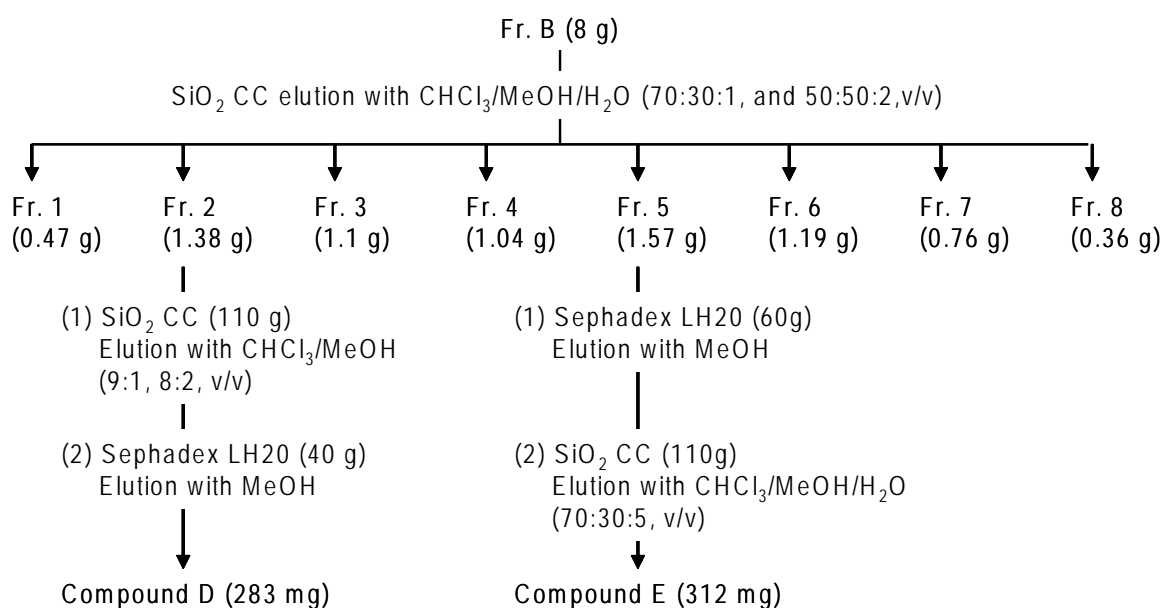 Fr. B (8 g)
SiO₂ CC elution with CHCl₃/MeOH/H₂O (70:30:1, and 50:50:2,v/v)
Fr. 1 Fr. 2 Fr. 3 Fr. 4 Fr. 5 Fr. 6 Fr. 7 Fr. 8
(0.47 g) (1.38 g) (1.1 g) (1.04 g) (1.57 g) (1.19 g) (0.76 g) (0.36 g)
(1) SiO₂ CC (110 g)
Elution with CHCl₃/MeOH
(9:1, 8:2, v/v)
(2) Sephadex LH20 (40 g)
Elution with MeOH
Compound D (283 mg)
(1) Sephadex LH20 (60g)
Elution with MeOH
(2) SiO₂ CC (110g)
Elution with CHCl₃/MeOH/H₂O
(70:30:5, v/v)
Compound E (312 mg)